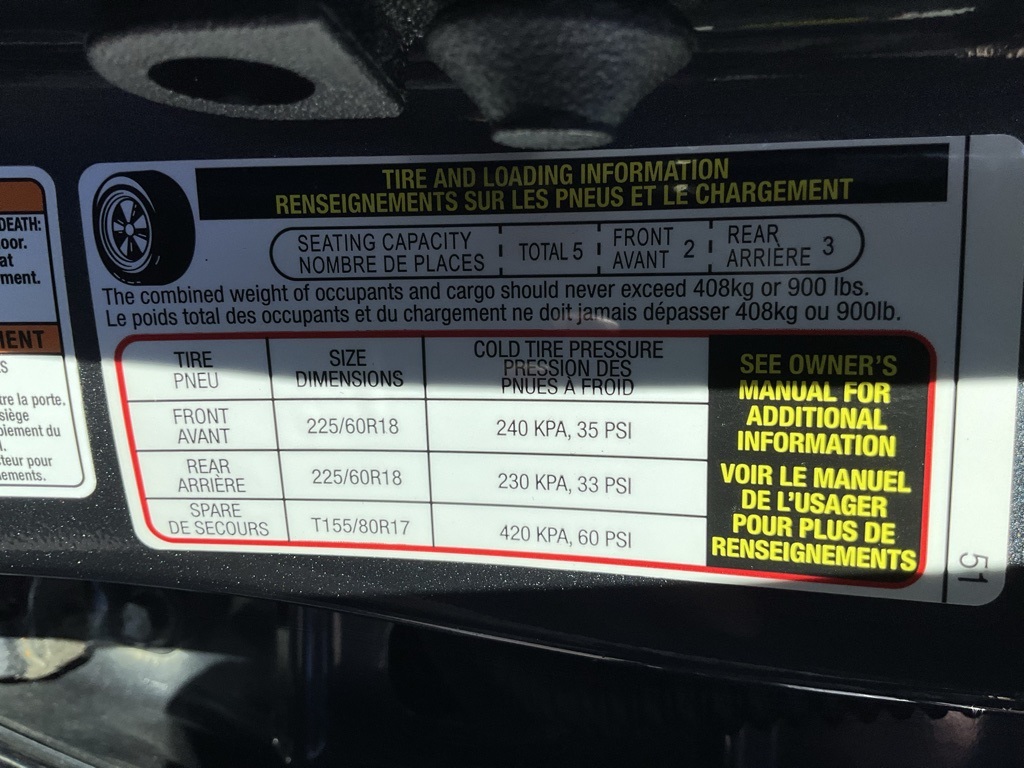 DEATH:
oor.
at
ment.
MENT
ES
tre la porte.
siège
ement du
teur pour
ements.
TIRE AND LOADING INFORMATION
RENSEIGNEMENTS SUR LES PNEUS ET LE CHARGEMENT
SEATING CAPACITY
NOMBRE DE PLACES
TOTAL 5
FRONT
AVANT 2
REAR
ARRIÈRE 3
The combined weight of occupants and cargo should never exceed 408kg or 900 lbs.
Le poids total des occupants et du chargement ne doit jamais dépasser 408kg ou 900lb.
TIRE
PNEU
SIZE
DIMENSIONS
COLD TIRE PRESSURE
PRESSION DES
PNUES À FROID
FRONT
AVANT
225/60R18
240 KPA, 35 PSI
REAR
ARRIÈRE
225/60R18
230 KPA, 33 PSI
SPARE
DE SECOURS
T155/80R17
420 KPA, 60 PSI
SEE OWNER'S
MANUAL FOR
ADDITIONAL
INFORMATION
VOIR LE MANUEL
DE L'USAGER
POUR PLUS DE
RENSEIGNEMENTS
51